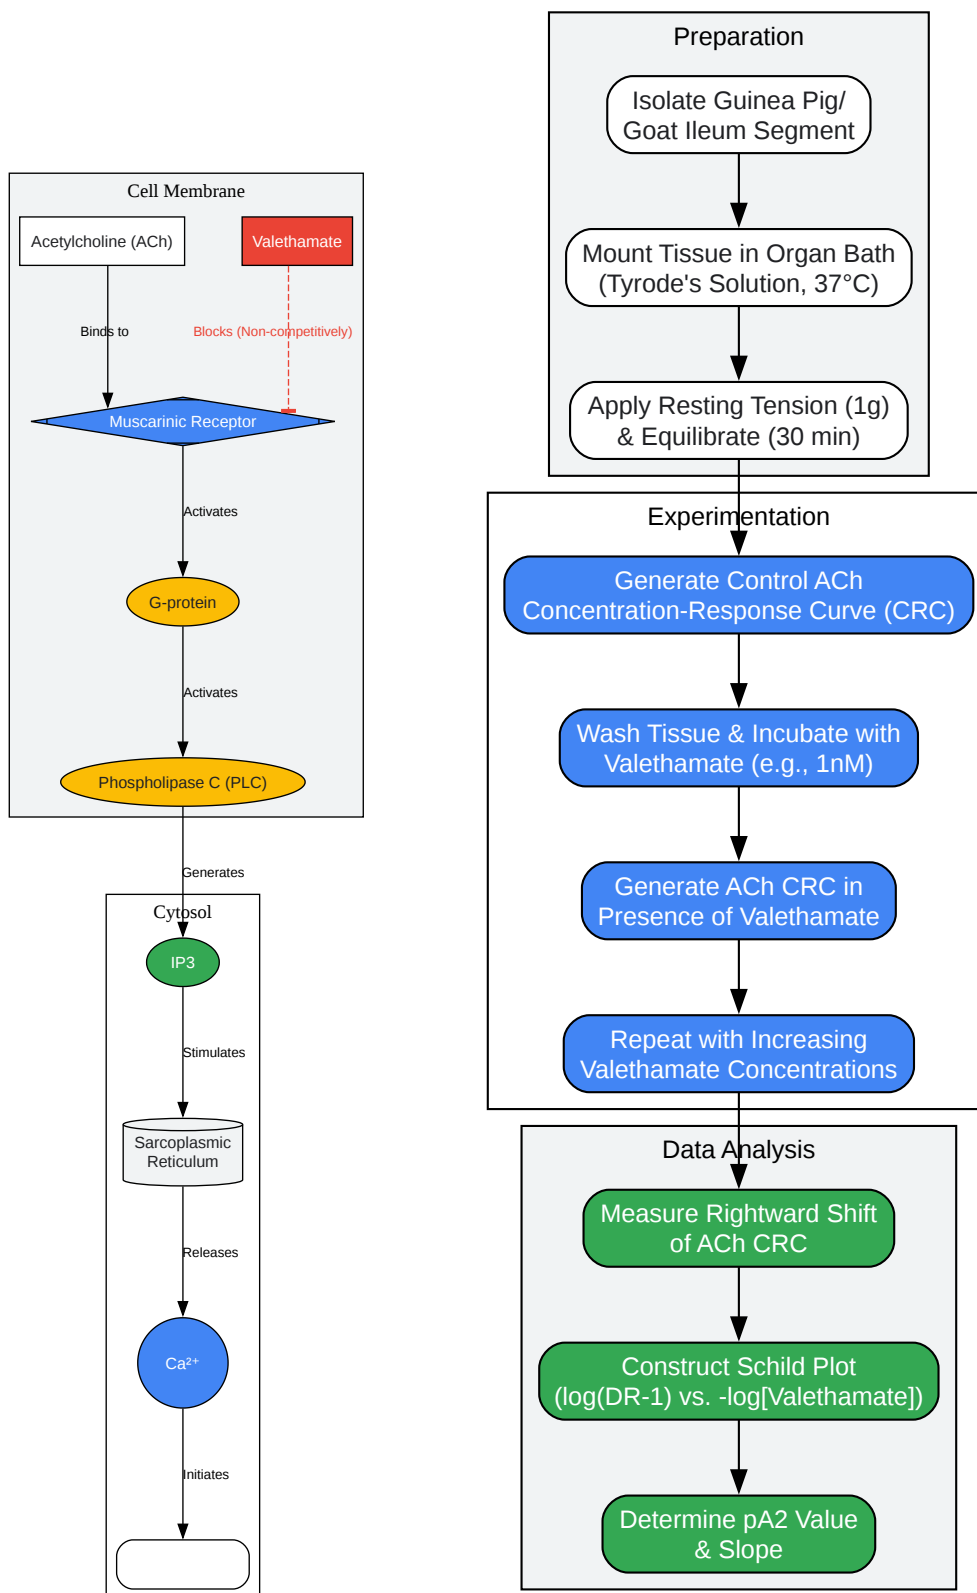 Cell Membrane
Acetylcholine (ACh)
Valethamate
Binds to
Blocks (Non-competitively)
Muscarinic Receptor
Activates
G-protein
Activates
Phospholipase C (PLC)
Generates
Cytosol
IP3
Stimulates
Sarcoplasmic
Reticulum
Releases
Ca²⁺
Initiates
Preparation
Isolate Guinea Pig/
Goat Ileum Segment
Mount Tissue in Organ Bath
(Tyrode's Solution, 37°C)
Apply Resting Tension (1g)
& Equilibrate (30 min)
Experimentation
Generate Control ACh
Concentration-Response Curve (CRC)
Wash Tissue & Incubate with
Valethamate (e.g., 1nM)
Generate ACh CRC in
Presence of Valethamate
Repeat with Increasing
Valethamate Concentrations
Data Analysis
Measure Rightward Shift
of ACh CRC
Construct Schild Plot
(log(DR-1) vs. -log[Valethamate])
Determine pA2 Value
& Slope